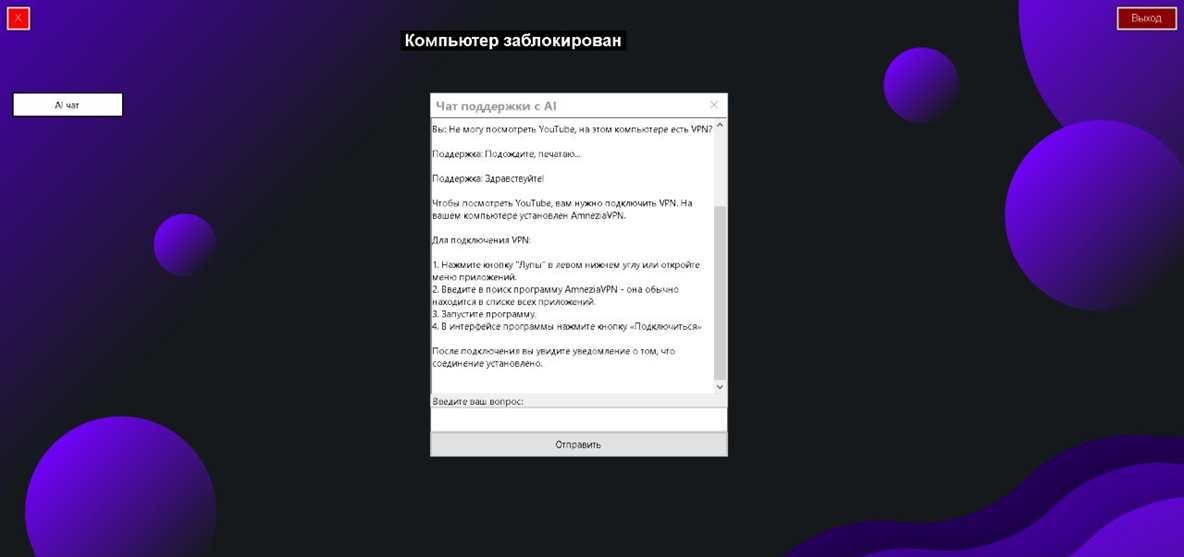 X
Выход
Компьютер заблокирован
AI чат
Чат поддержки с AI
Вы: Не могу посмотреть YouTube, на этом компьютере есть VPN?
Поддержка: Подождите, печатаю...
Поддержка: Здравствуйте!
Чтобы посмотреть YouTube, вам нужно подключить VPN. На
вашем компьютере установлен AmneziaVPN.
Для подключения VPN:
1. Нажмите кнопку "Лупы" в левом нижнем углу или откройте
меню приложений.
2. Введите в поиск программу AmneziaVPN - она обычно
находится в списке всех приложений.
3. Запустите программу.
4. В интерфейсе программы нажмите кнопку «Подключиться»
После подключения вы увидите уведомление о том, что
соединение установлено.
Введите ваш вопрос:
Отправить